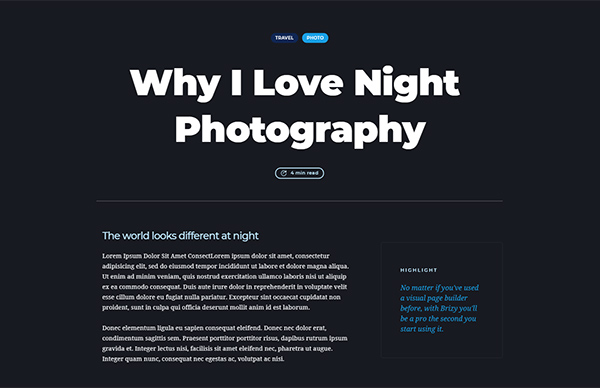 TRAVEL PHOTO
Why I Love Night
Photography
4 min read
The world looks different at night
Lorem Ipsum Dolor Sit Amet ConsectLorem ipsum dolor sit amet, consectetur
adipisicing elit, sed do eiusmod tempor incididunt ut labore et dolore magna aliqua.
Ut enim ad minim veniam, quis nostrud exercitation ullamco laboris nisi ut aliquip
ex ea commodo consequat. Duis aute irure dolor in reprehenderit in voluptate velit
esse cillum dolore eu fugiat nulla pariatur. Excepteur sint occaecat cupidatat non
proident, sunt in culpa qui officia deserunt mollit anim id est laborum.
Donec elementum ligula eu sapien consequat eleifend. Donec nec dolor erat,
condimentum sagittis sem. Praesent porttitor porttitor risus, dapibus rutrum ipsum
gravida et. Integer lectus nisi, facilisis sit amet eleifend nec, pharetra ut augue.
Integer quam nunc, consequat nec egestas ac, volutpat ac nisi.
HIGHLIGHT
No matter if you've used
a visual page builder
before, with Brizy you'll
be a pro the second you
start using it.